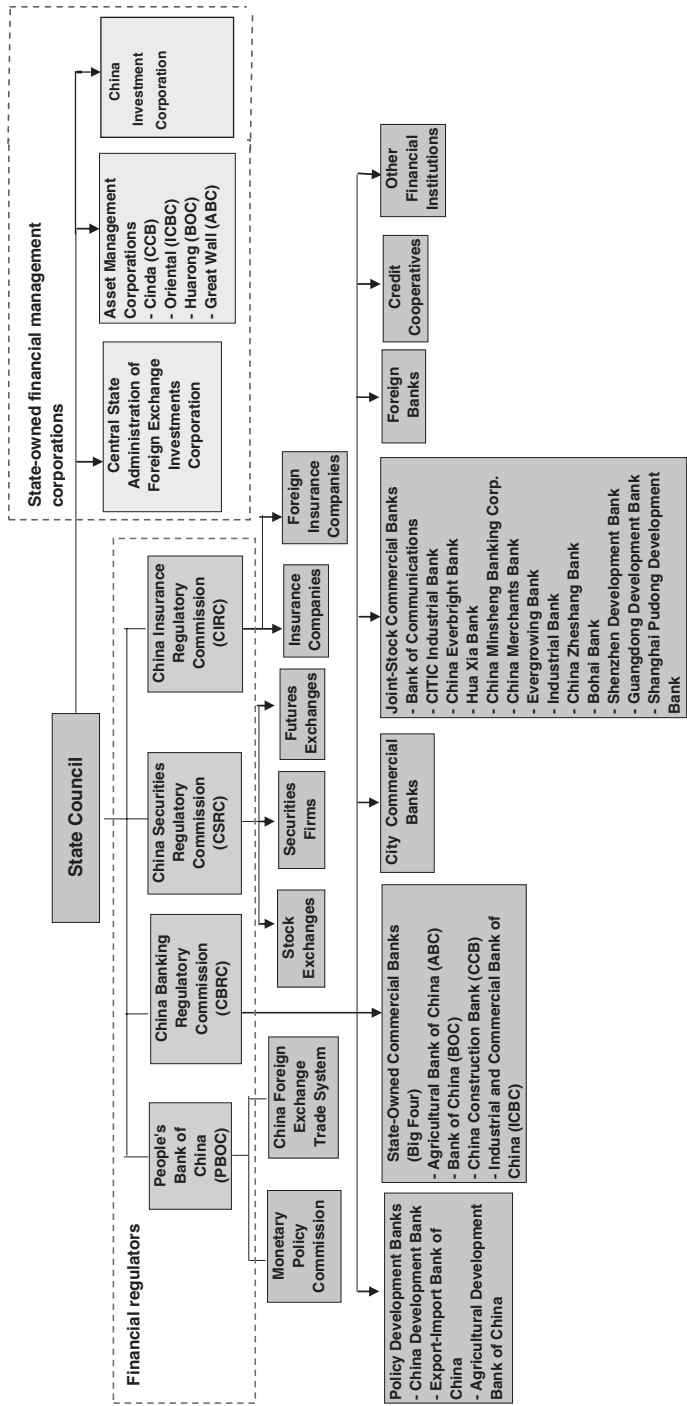 State Council
State-owned financial management
corporations
Central State
Administration of
Foreign Exchange
Investments
Corporation
Asset Management
Corporations
- Cinda (CCB)
- Oriental (ICBC)
- Huarong (BOC)
- Great Wall (ABC)
China
Investment
Corporation
Financial regulators
People's
Bank of
China
(PBOC)
China Banking
Regulatory
Commission
(CBRC)
China Securities
Regulatory
Commission
(CSRC)
China Insurance
Regulatory
Commission
(CIRC)
Monetary
Policy
Commission
China Foreign
Exchange
Trade System
Stock
Exchanges
Securities
Firms
Futures
Exchanges
Insurance
Companies
Foreign
Insurance
Companies
Policy Development Banks
- China Development Bank
- Export-Import Bank of
China
- Agricultural Development
Bank of China
State-Owned Commercial Banks
(Big Four)
- Agricultural Bank of China (ABC)
- Bank of China (BOC)
- China Construction Bank (CCB)
- Industrial and Commercial Bank of
China (ICBC)
City Commercial
Banks
Joint-Stock Commercial Banks
- Bank of Communications
- CITIC Industrial Bank
- China Everbright Bank
- Hua Xia Bank
- China Minsheng Banking Corp.
- China Merchants Bank
- Evergrowing Bank
- Industrial Bank
- China Zheshang Bank
- Bohai Bank
- Shenzhen Development Bank
- Guangdong Development Bank
- Shanghai Pudong Development
Bank
Foreign
Banks
Credit
Cooperatives
Other
Financial
Institutions